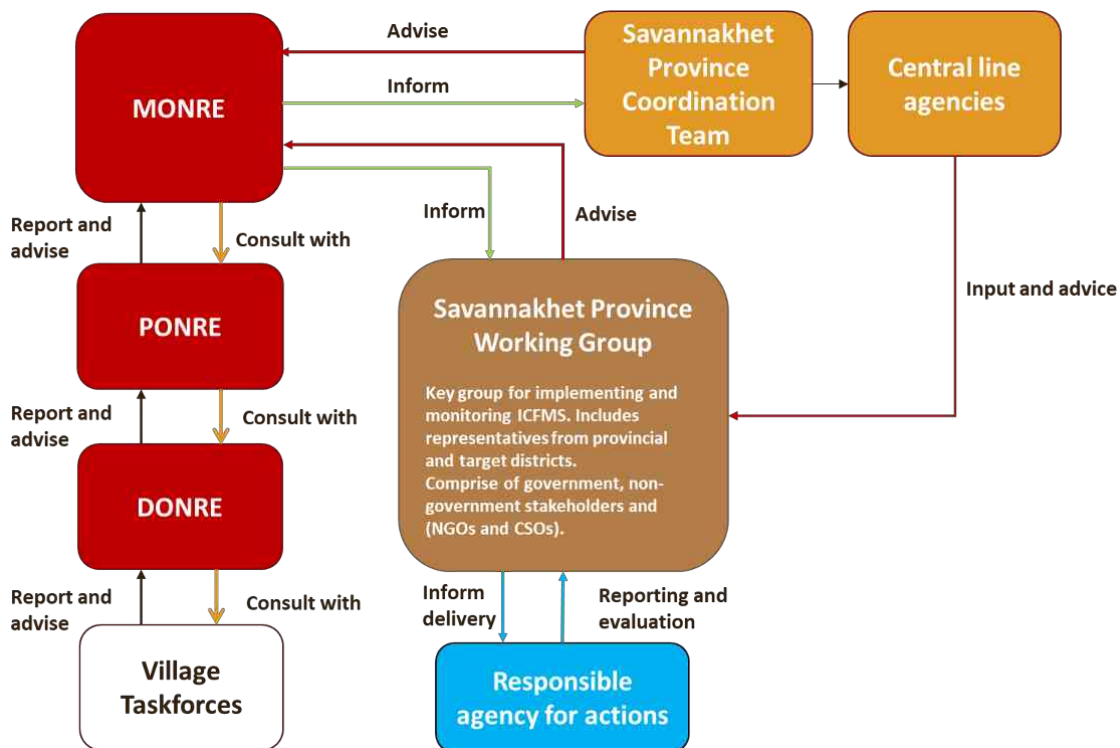 Advise
Savannakhet
Province
Coordination
Team
Central line
agencies
MONRE
Inform
Inform
Advise
Report and
advise
Consult with
Input and advice
PONRE
Savannakhet Province
Working Group
Key group for implementing and
monitoring ICFMS. Includes
representatives from provincial
and target districts.
Comprise of government, non-
government stakeholders and
(NGOs and CSOs).
Report and
advise
Consult with
DONRE
Report and
advise
Consult with
Inform
delivery
Reporting and
evaluation
Village
Taskforces
Responsible
agency for actions